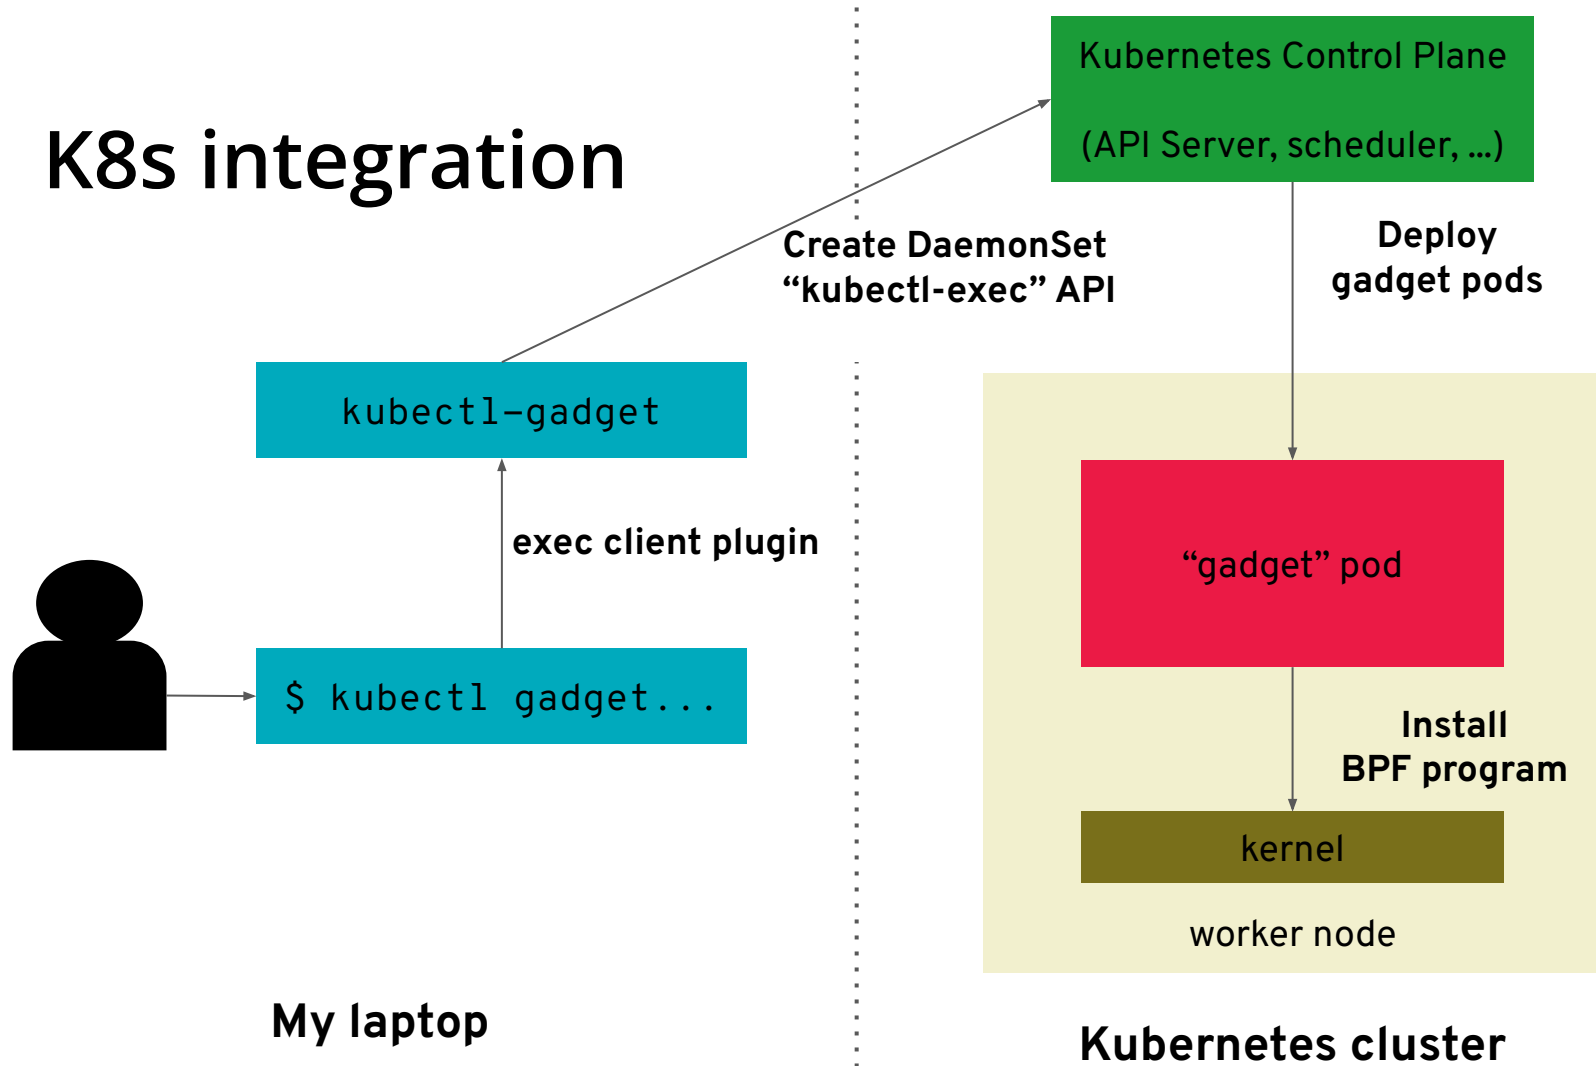 K8s integration
Kubernetes Control Plane
(API Server, scheduler, ...)
Create DaemonSet
“kubectl-exec” API
Deploy
gadget pods
kubectl-gadget
exec client plugin
“gadget” pod
$ kubectl gadget...
Install
BPF program
kernel
worker node
My laptop
Kubernetes cluster